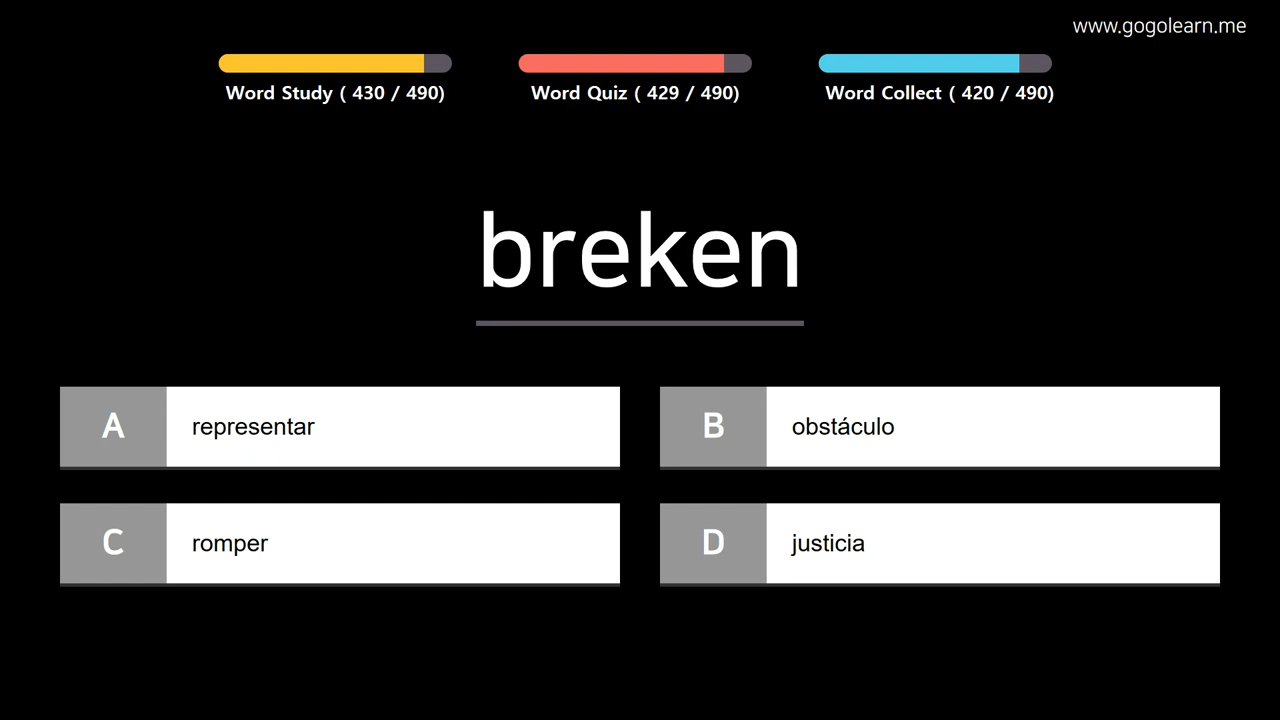 www.gogolearn.me
Word Study ( 430 / 490)
Word Quiz ( 429 / 490)
Word Collect ( 420 / 490)
breken
A representar
B obstáculo
C romper
D justicia